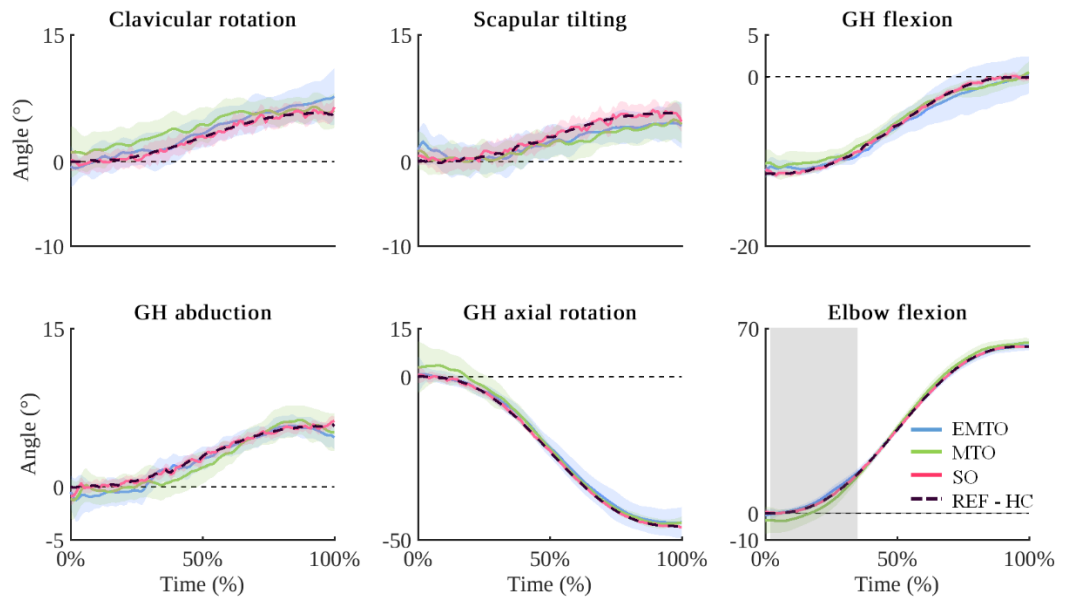 Clavicular rotation
Scapular tilting
GH flexion
15
0
-10
Angle (°)
15
0
-10
5
0
-20
GH abduction
GH axial rotation
Elbow flexion
15
0
-5
Angle (°)
0% 50% 100%
Time (%)
15
0
-50
0% 50% 100%
Time (%)
70
0
-10
EMTO
MTO
SO
REF - HC
0% 50% 100%
Time (%)